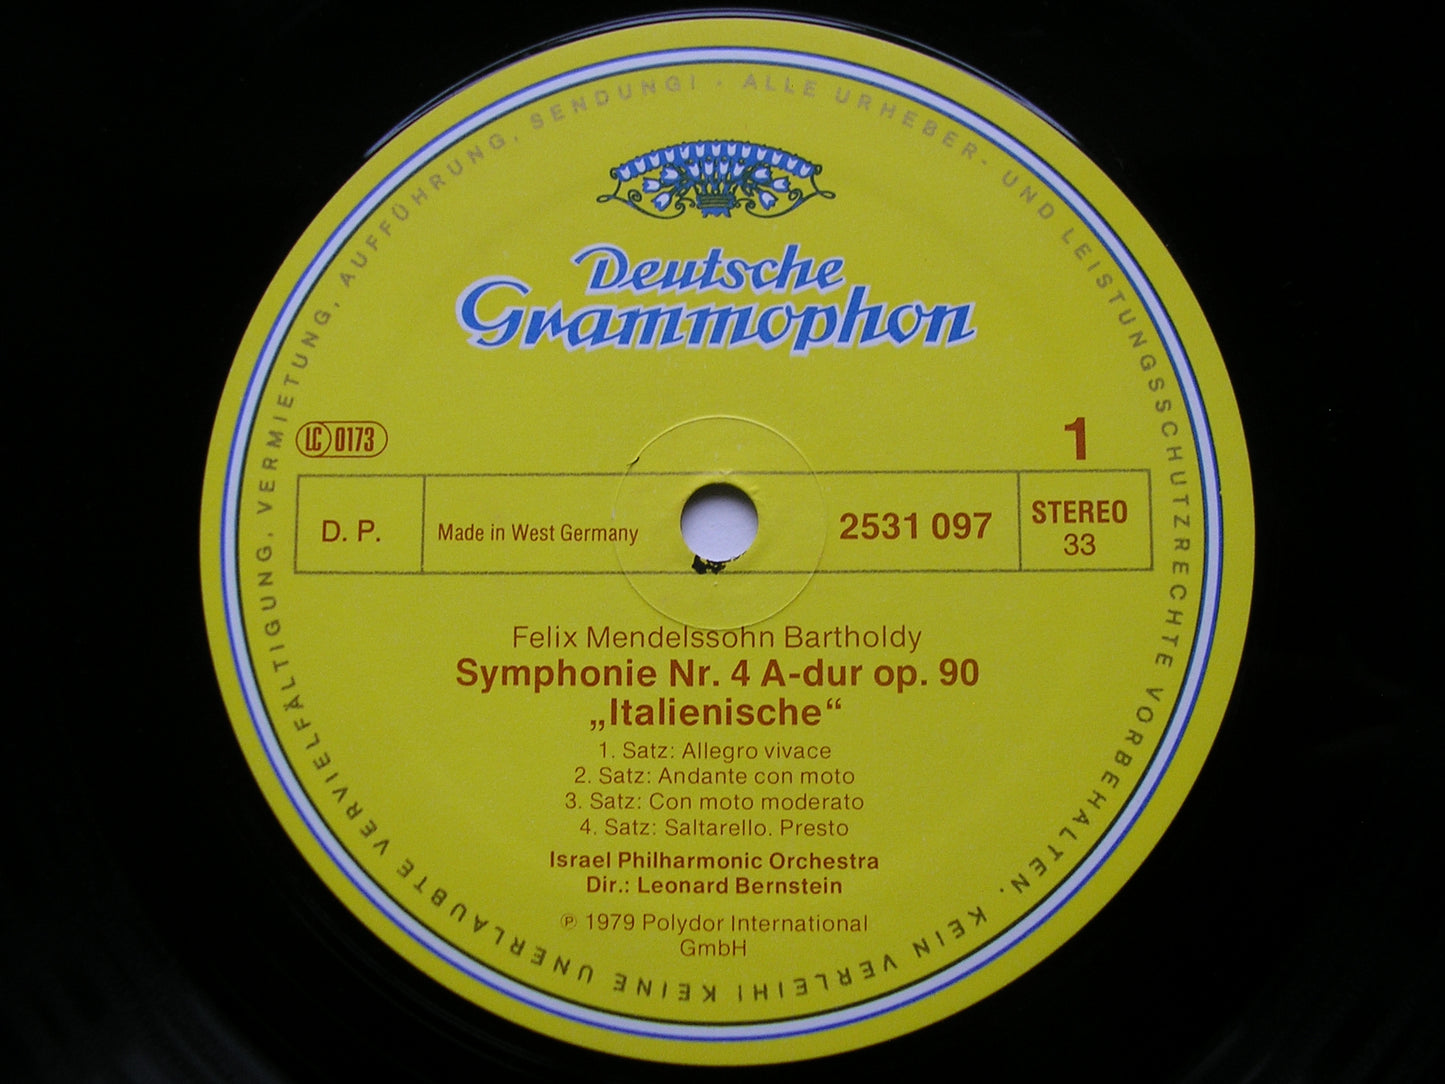 Deutsche
Grammophon
LC 0173
1
D. P.
Made in West Germany
2531 097
STEREO
33
Felix Mendelssohn Bartholdy
Symphonie Nr. 4 A-dur op. 90
„Italienische“
1. Satz: Allegro vivace
2. Satz: Andante con moto
3. Satz: Con moto moderato
4. Satz: Saltarello. Presto
Israel Philharmonic Orchestra
Dir.: Leonard Bernstein
℗ 1979 Polydor International
GmbH
ALLE URHEBER- UND LEISTUNGSSCHUTZRECHTE VORBEHALTEN. KEIN VERLEIH! KEINE UNERLAUBTE VERVIELFÄLTIGUNG, VERMIETUNG, AUFFÜHRUNG, SENDUNG! ·